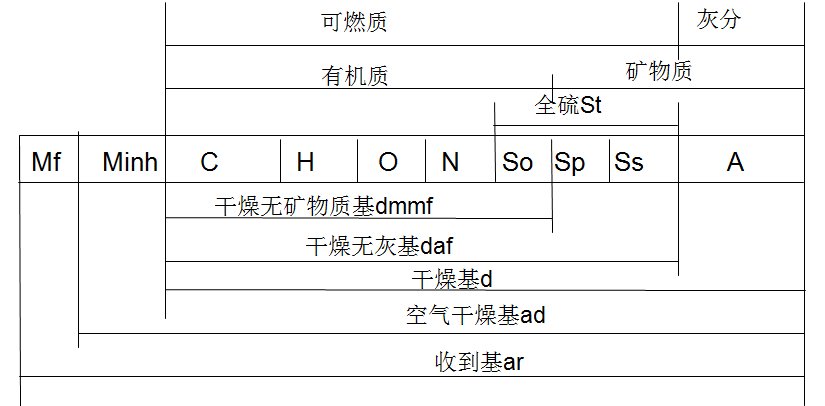 可燃质 灰分
有机质 矿物质
全硫St
Mf Minh C H O N So Sp Ss A
干燥无矿物质基dmmf
干燥无灰基daf
干燥基d
空气干燥基ad
收到基ar